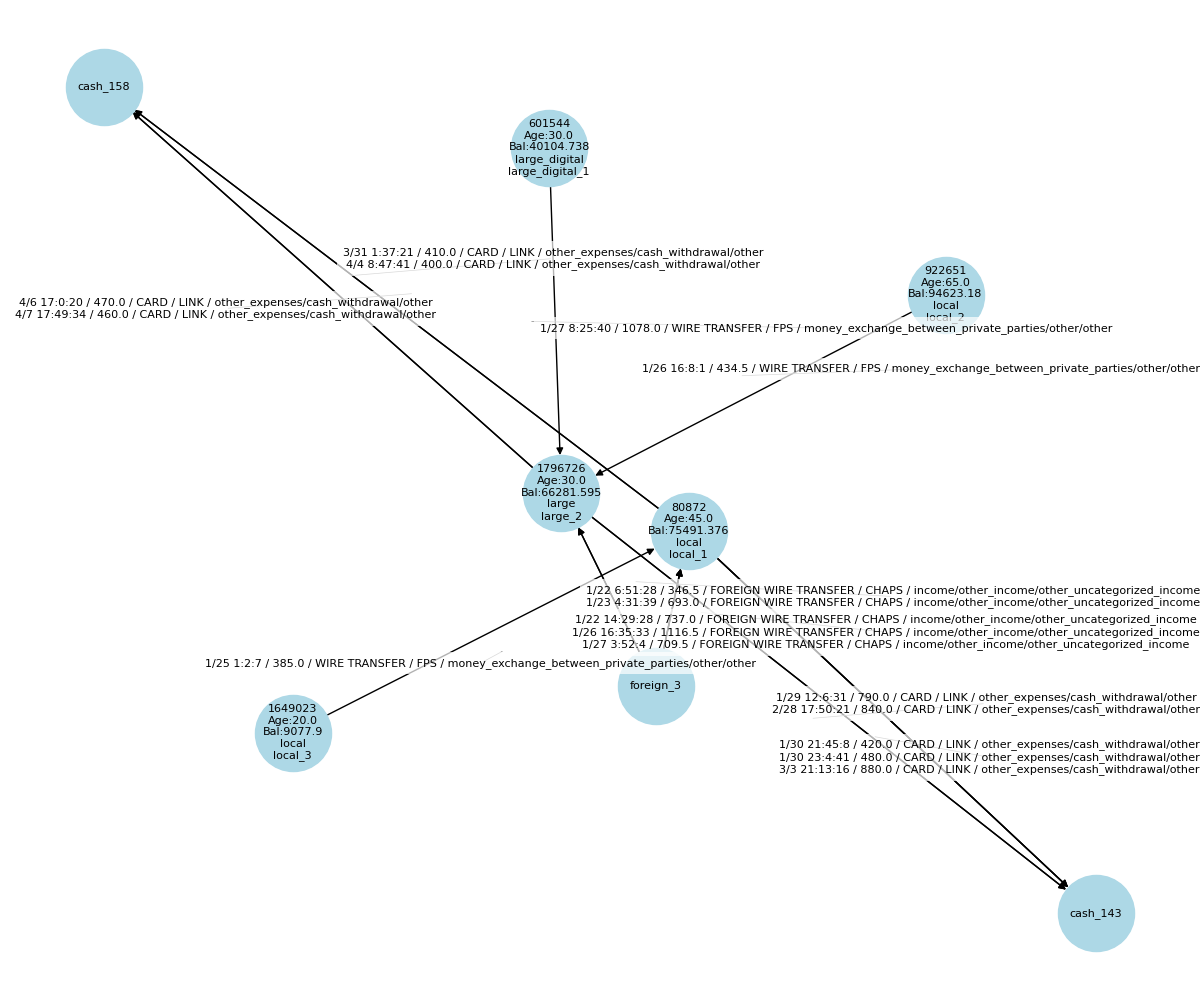 cash_158
601544
Age:30.0
Bal:40104.738
large_digital
large_digital_1
3/31 1:37:21 / 410.0 / CARD / LINK / other_expenses/cash_withdrawal/other
4/4 8:47:41 / 400.0 / CARD / LINK / other_expenses/cash_withdrawal/other
922651
Age:65.0
Bal:94623.18
local
local_2
4/6 17:0:20 / 470.0 / CARD / LINK / other_expenses/cash_withdrawal/other
4/7 17:49:34 / 460.0 / CARD / LINK / other_expenses/cash_withdrawal/other
1/27 8:25:40 / 1078.0 / WIRE TRANSFER / FPS / money_exchange_between_private_parties/other/other
1/26 16:8:1 / 434.5 / WIRE TRANSFER / FPS / money_exchange_between_private_parties/other/other
1796726
Age:30.0
Bal:66281.595
large
large_2
80872
Age:45.0
Bal:75491.376
local
local_1
1/22 6:51:28 / 346.5 / FOREIGN WIRE TRANSFER / CHAPS / income/other_income/other_uncategorized_income
1/23 4:31:39 / 693.0 / FOREIGN WIRE TRANSFER / CHAPS / income/other_income/other_uncategorized_income
1/22 14:29:28 / 737.0 / FOREIGN WIRE TRANSFER / CHAPS / income/other_income/other_uncategorized_income
1/26 16:35:33 / 1116.5 / FOREIGN WIRE TRANSFER / CHAPS / income/other_income/other_uncategorized_income
1/27 3:52:4 / 709.5 / FOREIGN WIRE TRANSFER / CHAPS / income/other_income/other_uncategorized_income
1/25 1:2:7 / 385.0 / WIRE TRANSFER / FPS / money_exchange_between_private_parties/other/other
foreign_3
1649023
Age:20.0
Bal:9077.9
local
local_3
1/29 12:6:31 / 790.0 / CARD / LINK / other_expenses/cash_withdrawal/other
2/28 17:50:21 / 840.0 / CARD / LINK / other_expenses/cash_withdrawal/other
1/30 21:45:8 / 420.0 / CARD / LINK / other_expenses/cash_withdrawal/other
1/30 23:4:41 / 480.0 / CARD / LINK / other_expenses/cash_withdrawal/other
3/3 21:13:16 / 880.0 / CARD / LINK / other_expenses/cash_withdrawal/other
cash_143